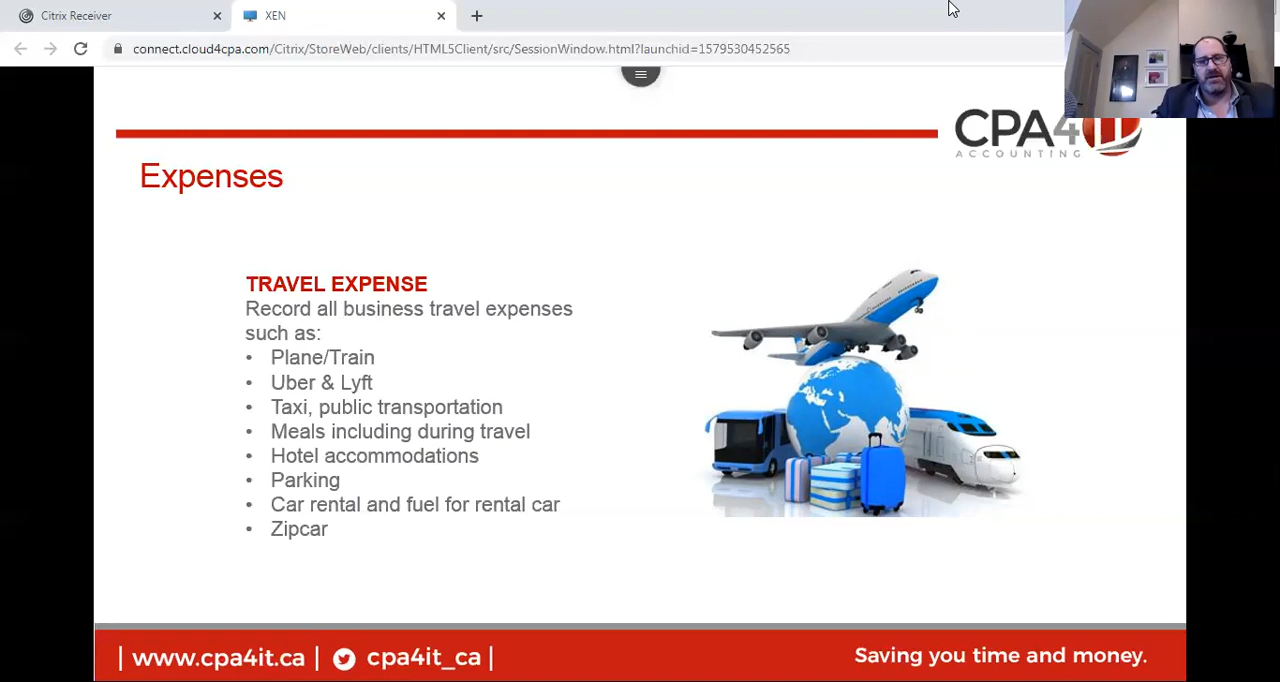 Citrix Receiver
XEN
connect.cloud4cpa.com/Citrix/StoreWeb/clients/HTML5Client/src/SessionWindow.html?launchid=1579530452565
CPA4IT
ACCOUNTING
Expenses
TRAVEL EXPENSE
Record all business travel expenses
such as:
• Plane/Train
• Uber & Lyft
• Taxi, public transportation
• Meals including during travel
• Hotel accommodations
• Parking
• Car rental and fuel for rental car
• Zipcar
| www.cpa4it.ca | cpa4it_ca |
Saving you time and money.